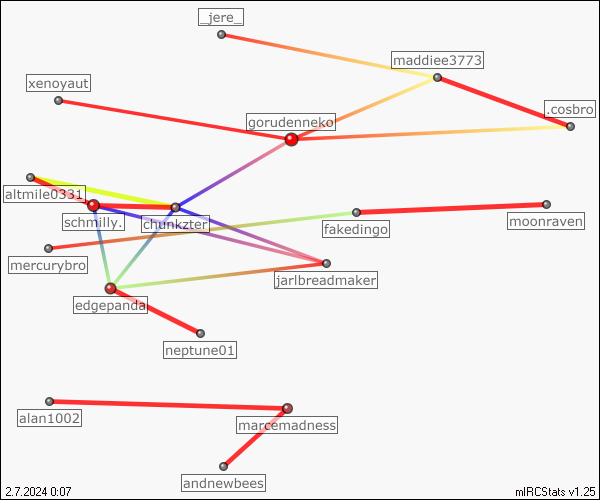 _jere_
maddiee3773
xenoyaut
.cosbro
gorudenneko
altmile0331
schmilly.
chunkzter
fakedingo
moonraven
mercurybro
jarlbreadmaker
edgepanda
neptune01
alan1002
marcemadness
andnewbees
2.7.2024 0:07
mIRCStats v1.25